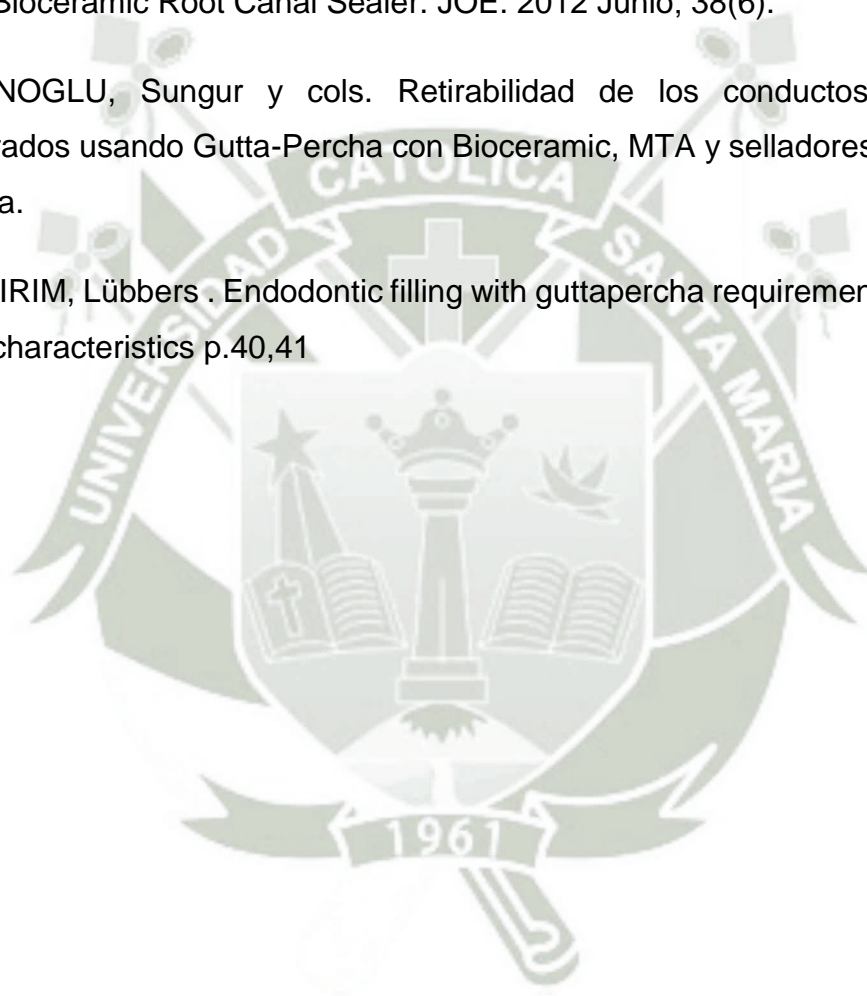 Bioceramic Root Canal Sealer. JOE. 2012 Junio; 38(6).
NOGLU, Sungur y cols. Retirabilidad de los conductos
rados usando Gutta-Percha con Bioceramic, MTA y selladores
a.
IRIM, Lübbers . Endodontic filling with guttapercha requiremen
characteristics p.40,41
UNIVERSIDAD CATOLICA SANTA MARIA
1961